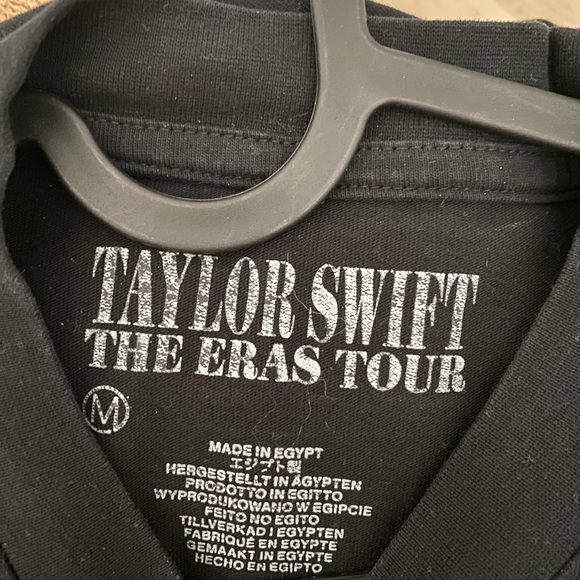 TAYLOR SWIFT
THE ERAS TOUR
M
MADE IN EGYPT
エジプト製
HERGESTELLT IN ÄGYPTEN
PRODOTTO IN EGITTO
WYPRODUKOWANO W EGIPCIE
FEITO NO EGITO
TILLVERKAD I EGYPTEN
FABRIQUÉ EN EGYPTE
GEMAAKT IN EGYPTE
HECHO EN EGIPTO